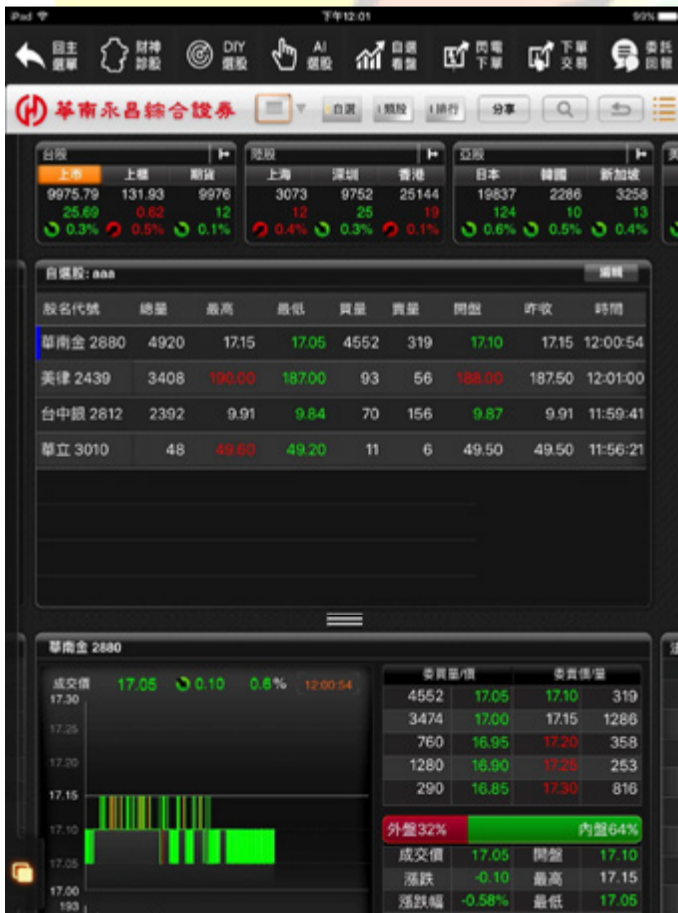 iPad 下午12:01 99%
回主選單 財神診股 DIY選股 AI選股 自選看盤 閃電下單 下單交易 委託回報
華南永昌綜合證券 自選 類股 排行 分享
台股 陸股 亞股 美
上市 上櫃 期貨 上海 深圳 香港 日本 韓國 新加坡
9975.79 131.93 9976 3073 9752 25144 19837 2286 3258
25.69 0.62 12 12 25 19 124 10 13
0.3% 0.5% 0.1% 0.4% 0.3% 0.1% 0.6% 0.5% 0.4%
自選股: aaa 編輯
股名代號 總量 最高 最低 買量 賣量 開盤 昨收 時間
華南金 2880 4920 17.15 17.05 4552 319 17.10 17.15 12:00:54
美律 2439 3408 190.00 187.00 93 56 188.00 187.50 12:01:00
台中銀 2812 2392 9.91 9.84 70 156 9.87 9.91 11:59:41
華立 3010 48 49.60 49.20 11 6 49.50 49.50 11:56:21
華南金 2880
成交價 17.05 0.10 0.6% 12:00:54
17.30
17.25
17.20
17.15
17.10
17.05
17.00
193
委買量/價 委賣價/量
4552 17.05 17.10 319
3474 17.00 17.15 1286
760 16.95 17.20 358
1280 16.90 17.25 253
290 16.85 17.30 816
外盤32% 內盤64%
成交價 17.05 開盤 17.10
漲跌 -0.10 最高 17.15
漲跌幅 -0.58% 最低 17.05